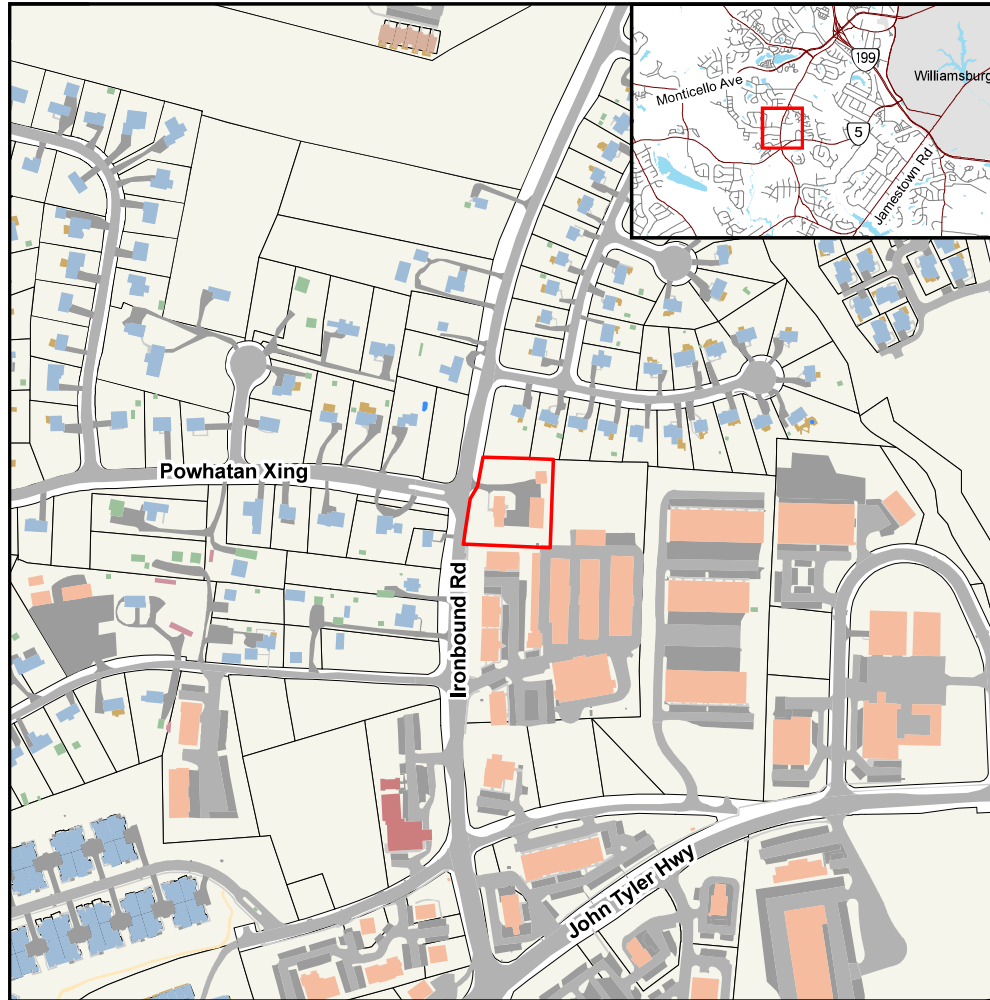 199
Williamsburg
Monticello Ave
5
Jamestown Rd
Powhatan Xing
Ironbound Rd
John Tyler Hwy